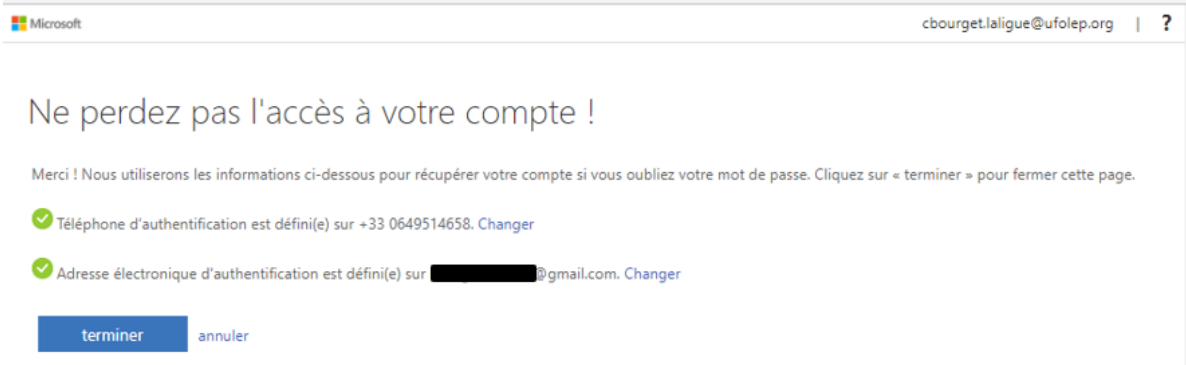 Microsoft cbourget.laligue@ufolep.org | ?
Ne perdez pas l'accès à votre compte !
Merci ! Nous utiliserons les informations ci-dessous pour récupérer votre compte si vous oubliez votre mot de passe. Cliquez sur « terminer » pour fermer cette page.
Téléphone d'authentification est défini(e) sur +33 0649514658. Changer
Adresse électronique d'authentification est défini(e) sur @gmail.com. Changer
terminer annuler